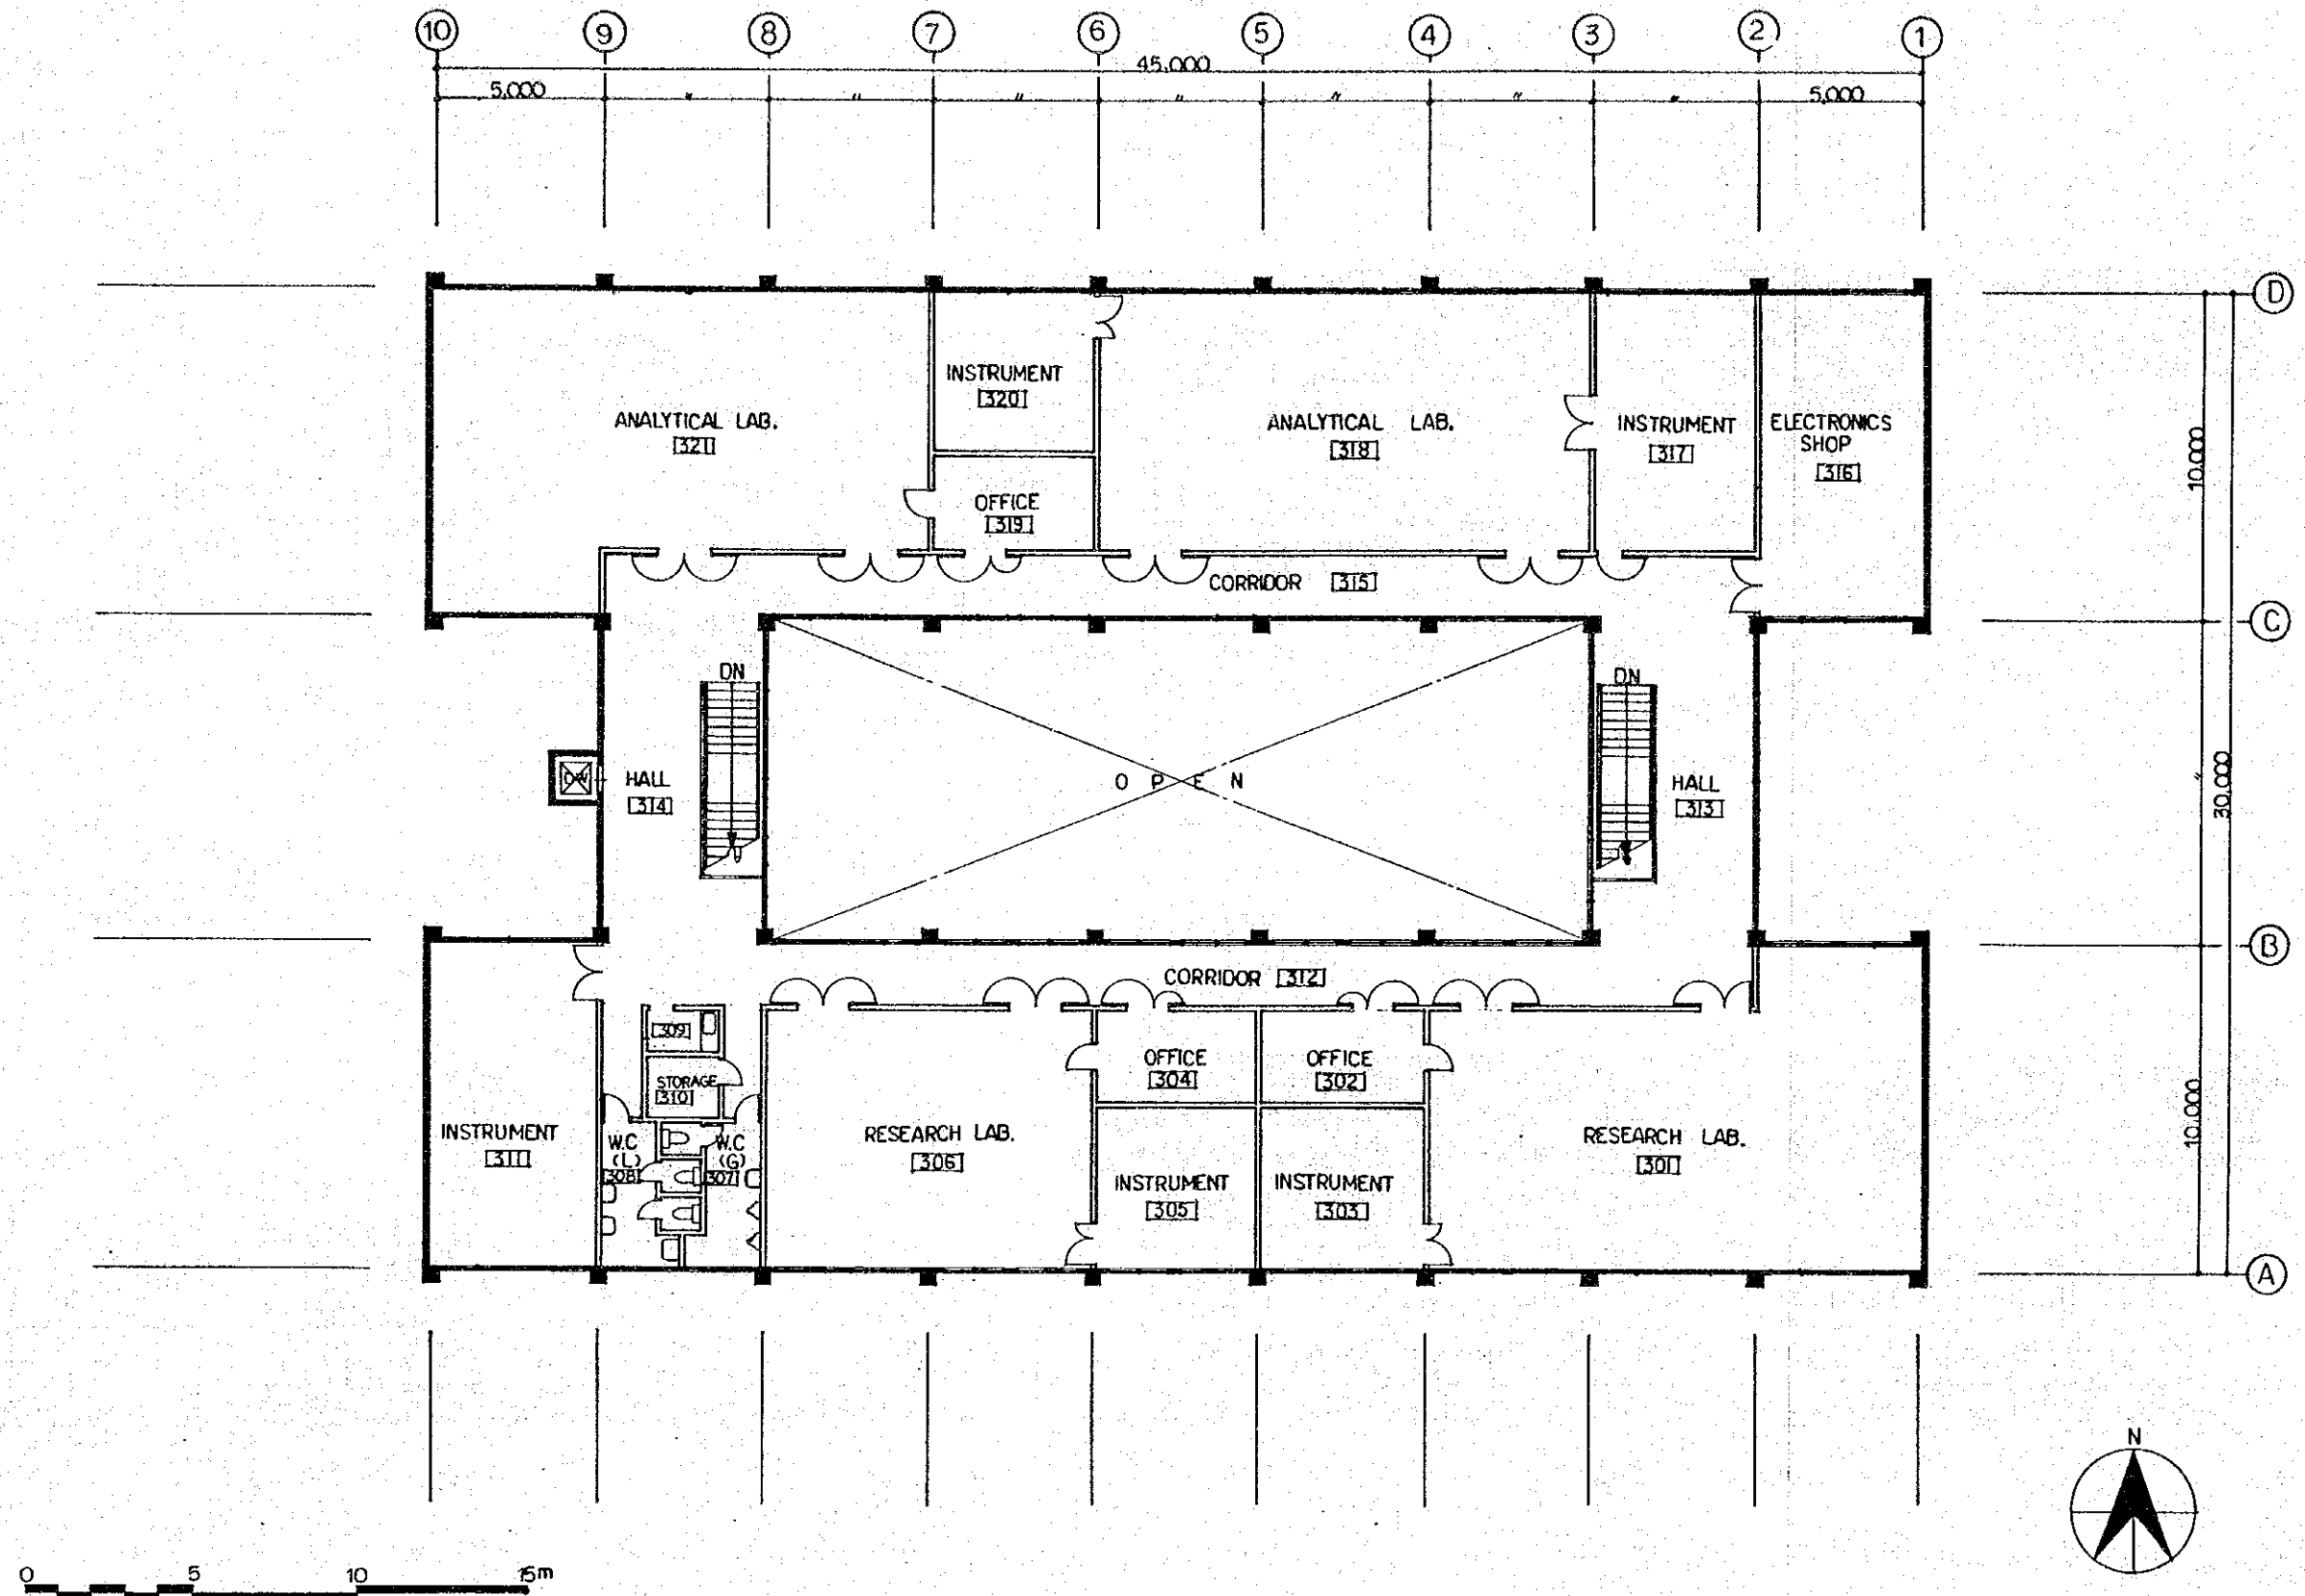 10 9 8 7 6 5 4 3 2 1
45,000
5,000 〃 〃 〃 〃 〃 〃 〃 5,000
D
INSTRUMENT
320
ANALYTICAL LAB.
321
ANALYTICAL LAB.
318
INSTRUMENT
317
ELECTRONICS
SHOP
316
10,000
OFFICE
319
CORRIDOR 315
C
DN
DN
HALL
314
OPEN
HALL
313
〃
30,000
B
CORRIDOR 312
309
STORAGE
310
OFFICE
304
OFFICE
302
10,000
INSTRUMENT
311
W.C
(L)
308
W.C
(G)
307
RESEARCH LAB.
306
INSTRUMENT
305
INSTRUMENT
303
RESEARCH LAB.
301
A
N
0 5 10 15m